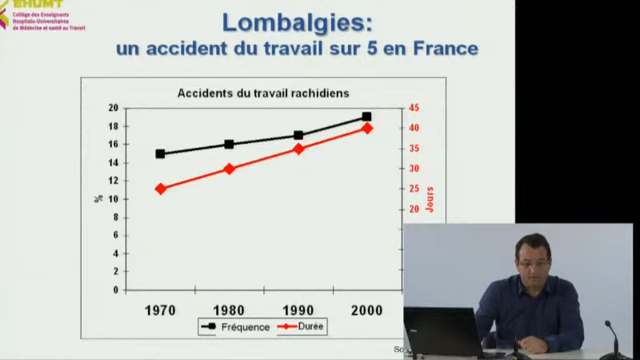 EHUMT
Collège des Enseignants
Hospitalo-Universitaires
de Médecine et santé au Travail
Lombalgies:
un accident du travail sur 5 en France
Accidents du travail rachidiens
20
18
16
14
12
10
8
6
4
2
0
%
45
40
35
30
25
20
Jours
1970 1980 1990 2000
Fréquence Durée